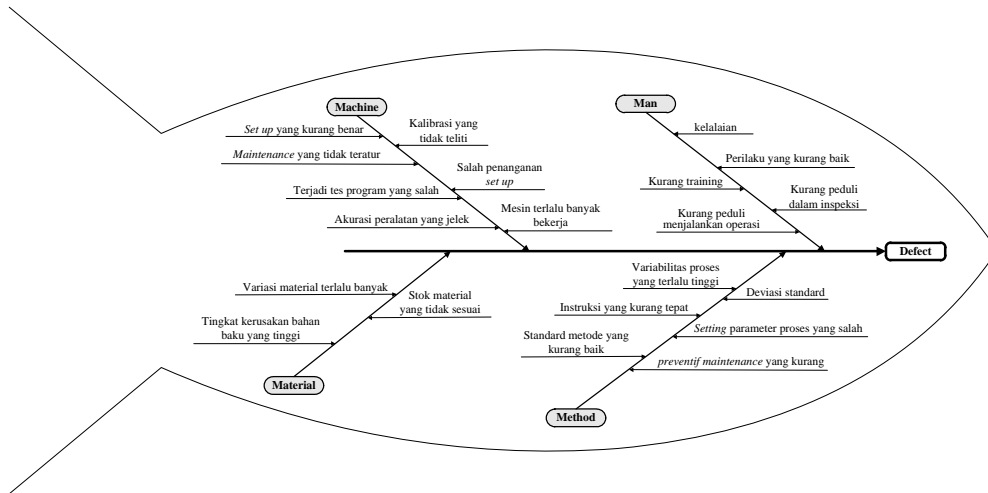 Machine
Set up yang kurang benar
Kalibrasi yang
tidak teliti
Maintenance yang tidak teratur
Salah penanganan
set up
Terjadi tes program yang salah
Mesin terlalu banyak
bekerja
Akurasi peralatan yang jelek
Man
kelalaian
Perilaku yang kurang baik
Kurang training
Kurang peduli
dalam inspeksi
Kurang peduli
menjalankan operasi
Defect
Variasi material terlalu banyak
Stok material
yang tidak sesuai
Tingkat kerusakan bahan
baku yang tinggi
Material
Variabilitas proses
yang terlalu tinggi
Deviasi standard
Instruksi yang kurang tepat
Setting parameter proses yang salah
Standard metode yang
kurang baik
preventif maintenance yang kurang
Method